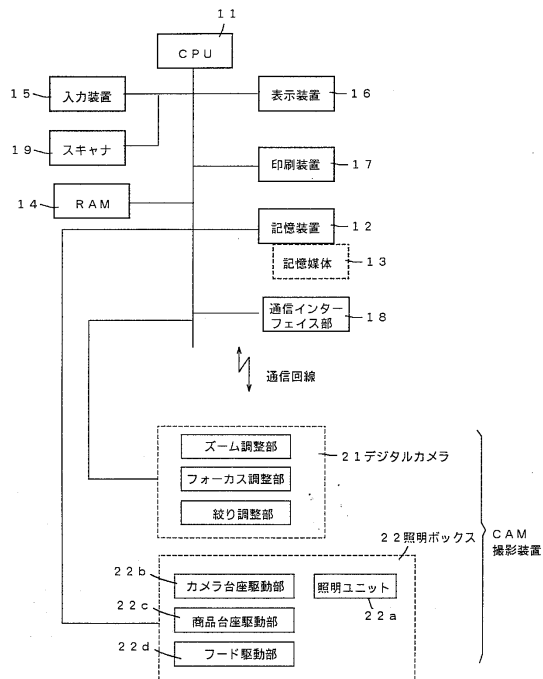 11
CPU
15 入力装置
表示装置 16
19 スキャナ
印刷装置 17
14 RAM
記憶装置 12
記憶媒体 13
通信インター
フェイス部 18
通信回線
ズーム調整部
21デジタルカメラ
フォーカス調整部
絞り調整部
22照明ボックス
CAM
撮影装置
22b カメラ台座駆動部
照明ユニット
22a
22c 商品台座駆動部
22d フード駆動部